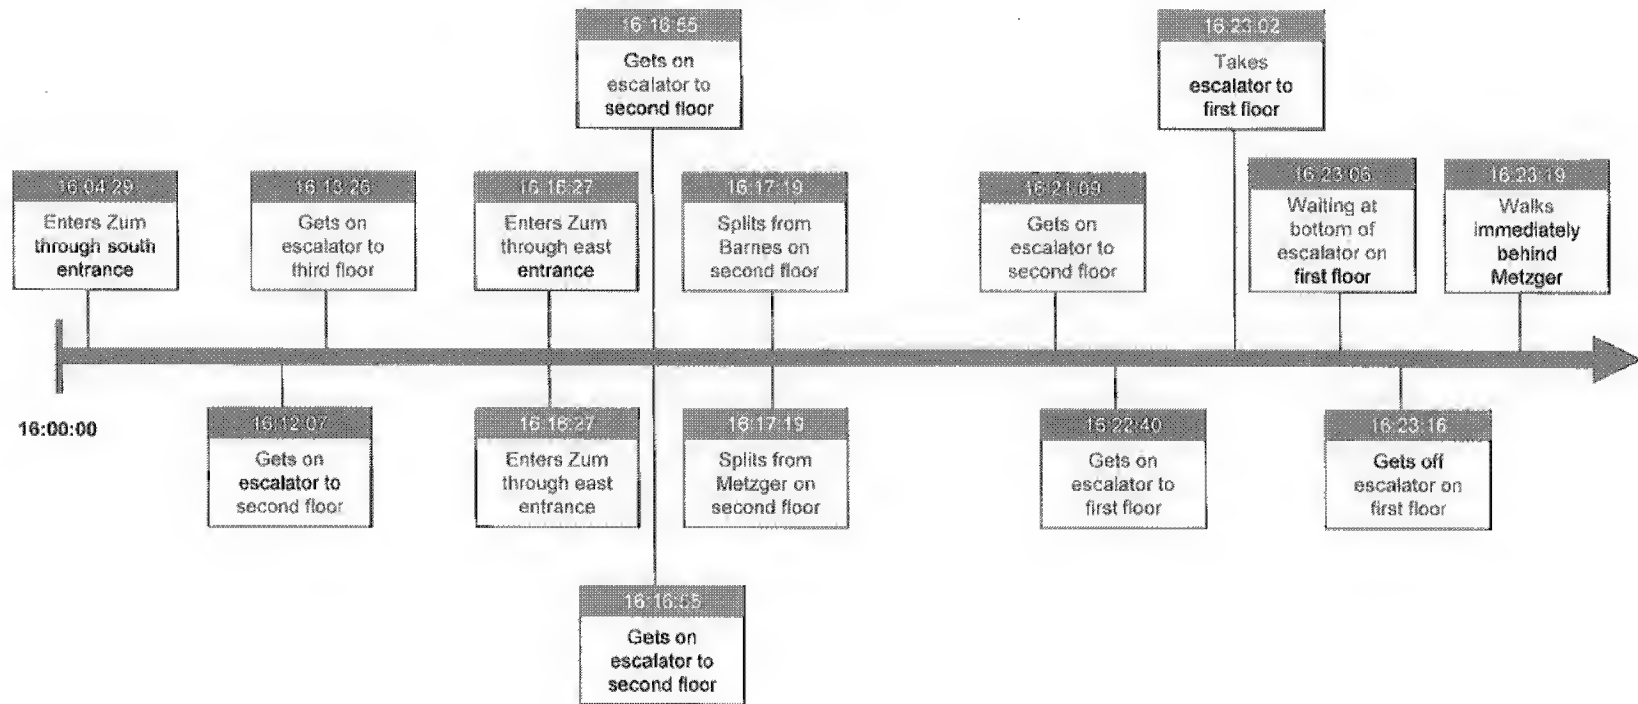 16:16:55
Gets on
escalator to
second floor
16:23:02
Takes
escalator to
first floor
16:04:29
Enters Zum
through south
entrance
16:13:26
Gets on
escalator to
third floor
16:16:27
Enters Zum
through east
entrance
16:17:19
Splits from
Barnes on
second floor
16:21:09
Gets on
escalator to
second floor
16:23:06
Waiting at
bottom of
escalator on
first floor
16:23:19
Walks
immediately
behind
Metzger
16:00:00
16:12:07
Gets on
escalator to
second floor
16:16:27
Enters Zum
through east
entrance
16:17:19
Splits from
Metzger on
second floor
16:22:40
Gets on
escalator to
first floor
16:23:16
Gets off
escalator on
first floor
16:16:55
Gets on
escalator to
second floor